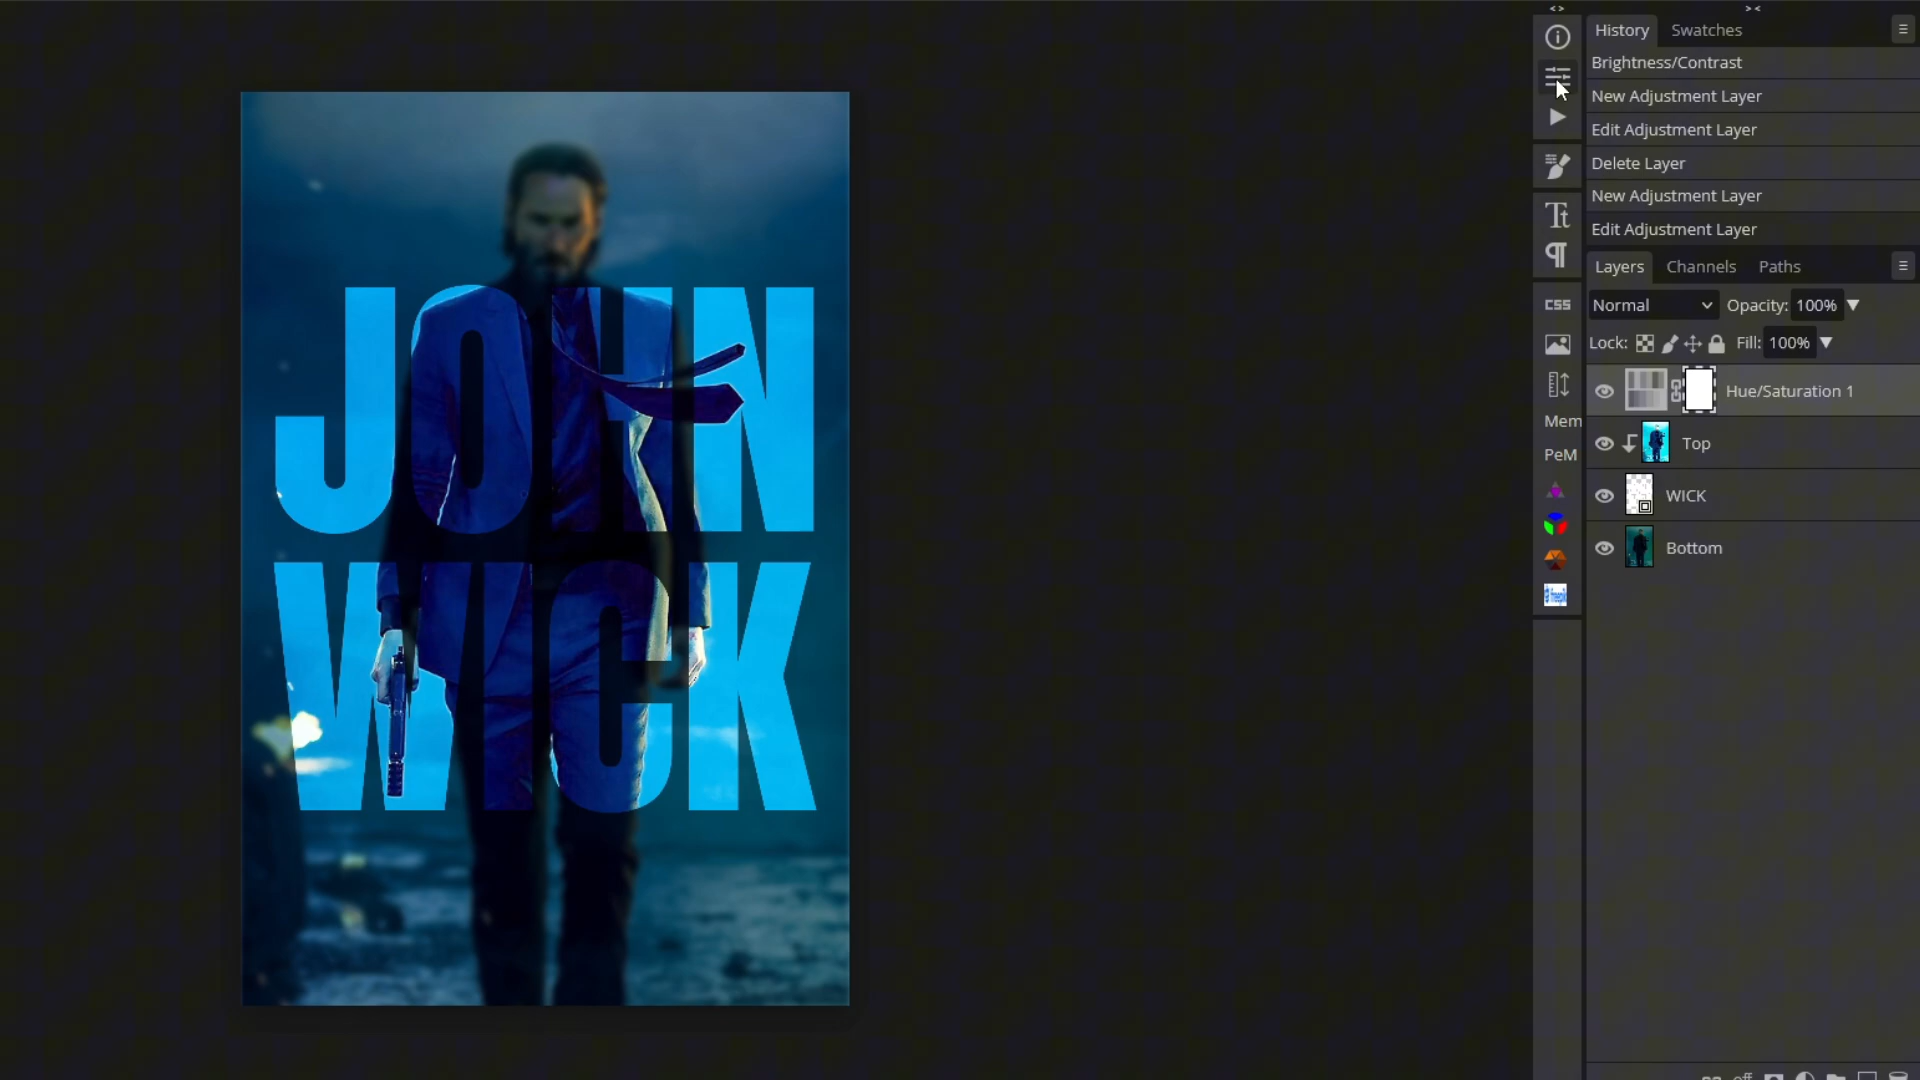 History Swatches
Brightness/Contrast
New Adjustment Layer
Edit Adjustment Layer
Delete Layer
New Adjustment Layer
Edit Adjustment Layer
Layers Channels Paths
Normal Opacity: 100%
Lock: Fill: 100%
Hue/Saturation 1
Top
WICK
Bottom
Tt
CSS
Mem
PeM
JOHN
WICK